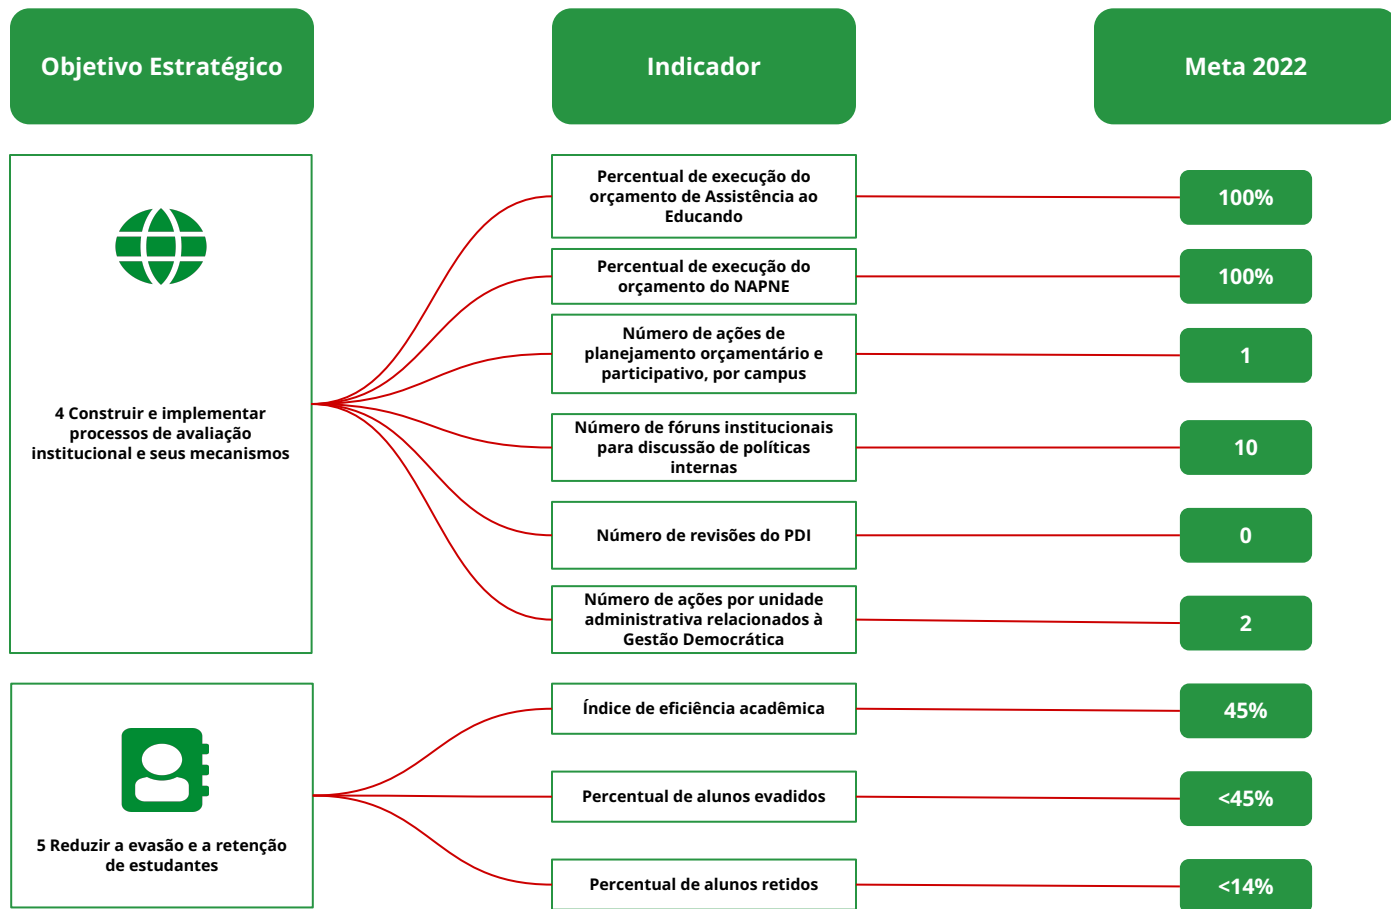 Objetivo Estratégico
Indicador
Meta 2022
4 Construir e implementar
processos de avaliação
institucional e seus mecanismos
Percentual de execução do
orçamento de Assistência ao
Educando
100%
Percentual de execução do
orçamento do NAPNE
100%
Número de ações de
planejamento orçamentário e
participativo, por campus
1
Número de fóruns institucionais
para discussão de políticas
internas
10
Número de revisões do PDI
0
Número de ações por unidade
administrativa relacionados à
Gestão Democrática
2
5 Reduzir a evasão e a retenção
de estudantes
Índice de eficiência acadêmica
45%
Percentual de alunos evadidos
<45%
Percentual de alunos retidos
<14%